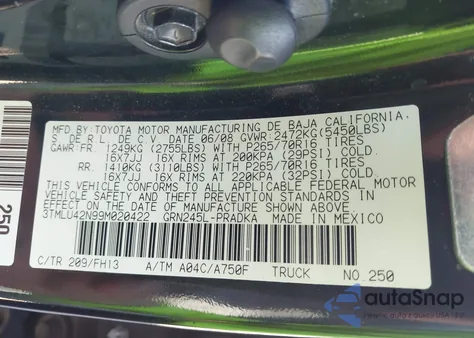 MFD BY: TOYOTA MOTOR MANUFACTURING DE BAJA CALIFORNIA,
S. DE R.L. DE C.V. DATE 06/08 GVWR: 2472KG(5450LBS)
GAWR:FR. 1249KG (2755LBS) WITH P265/70R16 TIRES
16X7JJ 16X RIMS AT 200KPA (29PSI) COLD.
RR. 1410KG (3110LBS) WITH P265/70R16 TIRES
16X7JJ 16X RIMS AT 220KPA (32PSI) COLD.
THIS VEHICLE CONFORMS TO ALL APPLICABLE FEDERAL MOTOR
VEHICLE SAFETY AND THEFT PREVENTION STANDARDS IN
EFFECT ON THE DATE OF MANUFACTURE SHOWN ABOVE
3TMLU42N99M020422 GRN245L-PRADKA MADE IN MEXICO
C/TR 209/FH13 A/TM A04C/A750F TRUCK NO. 250
250
autoSnap